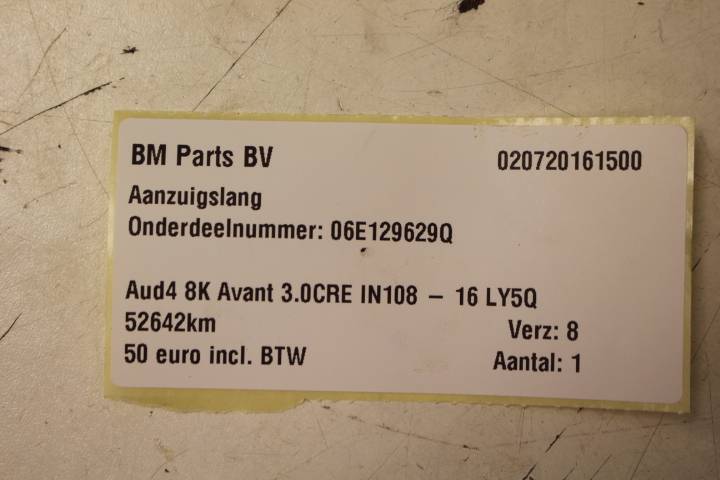 BM Parts BV 020720161500
Aanzuigslang
Onderdeelnummer: 06E129629Q
Aud4 8K Avant 3.0CRE IN108 – 16 LY5Q
52642km Verz: 8
50 euro incl. BTW Aantal: 1